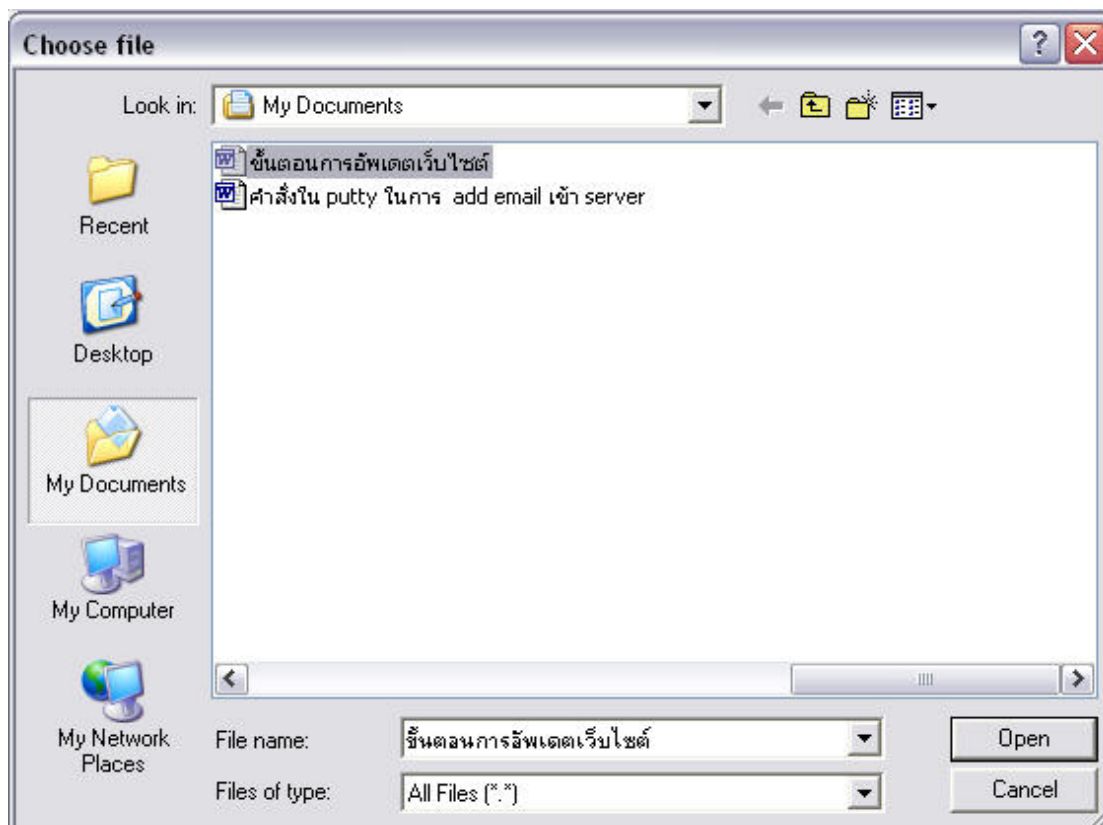 Choose file
Look in: My Documents
ขั้นตอนการอัพเดตเว็บไซต์
คำสั่งใน putty ในการ add email เข้า server
Recent
Desktop
My Documents
My Computer
My Network
Places
File name: ขั้นตอนการอัพเดตเว็บไซต์ Open
Files of type: All Files (*.*) Cancel